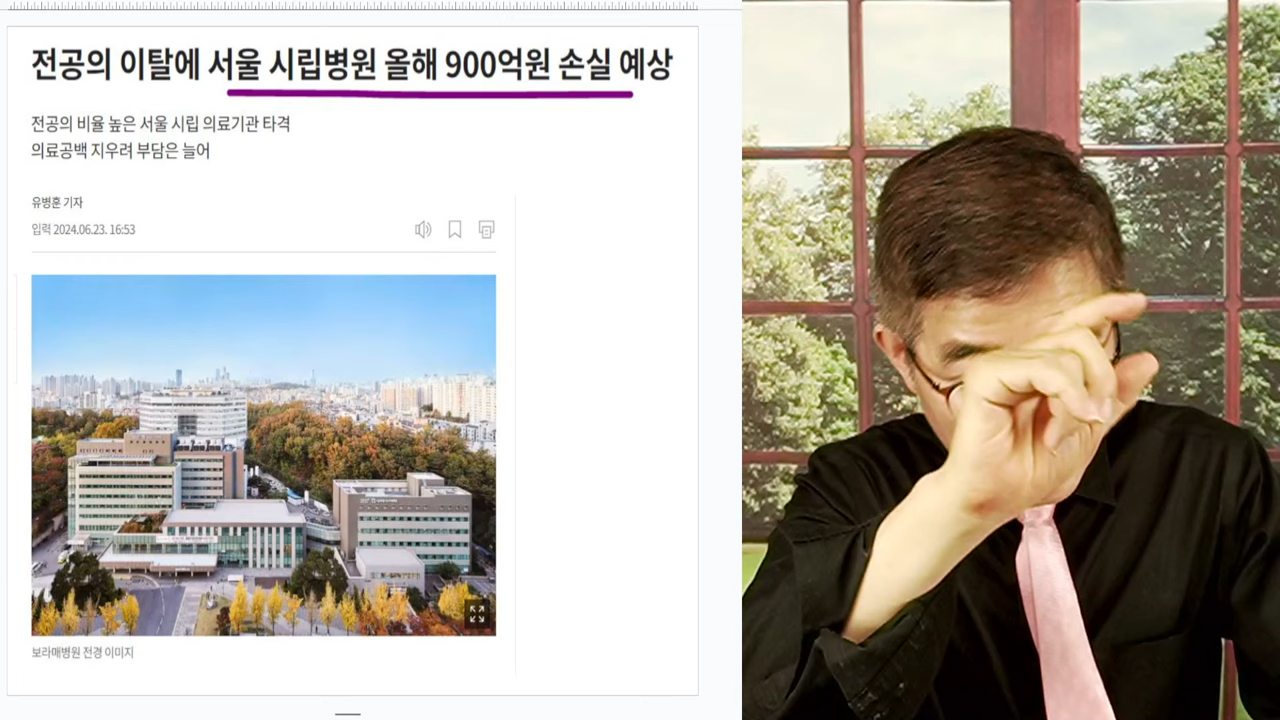 전공의 이탈에 서울 시립병원 올해 900억원 손실 예상
전공의 비율 높은 서울 시립 의료기관 타격
의료공백 지우려 부담은 늘어
유병훈 기자
입력 2024.06.23. 16:53
보라매병원 전경 이미지